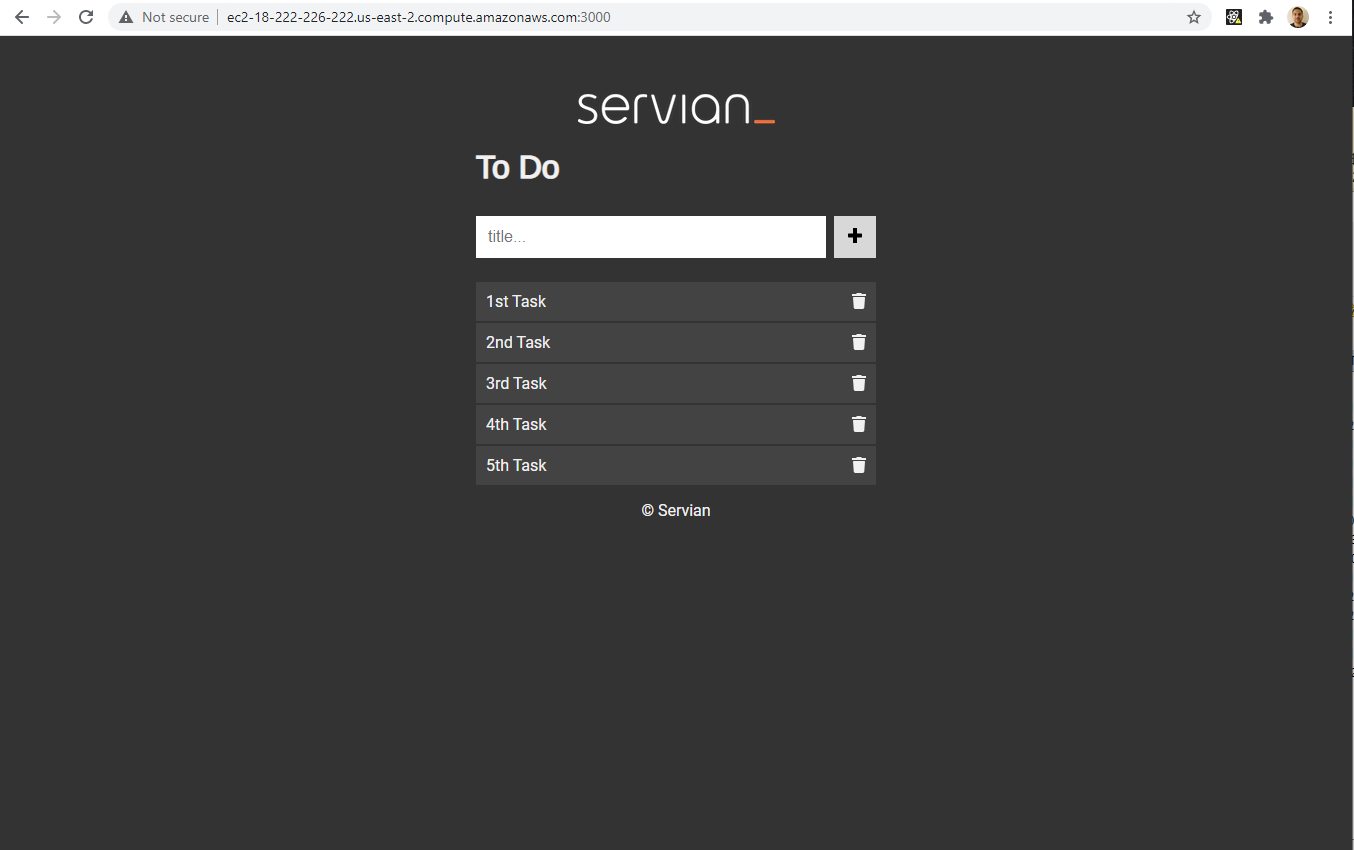 Not secure ec2-18-222-226-222.us-east-2.compute.amazonaws.com:3000
servian_
To Do
title...
1st Task
2nd Task
3rd Task
4th Task
5th Task
© Servian